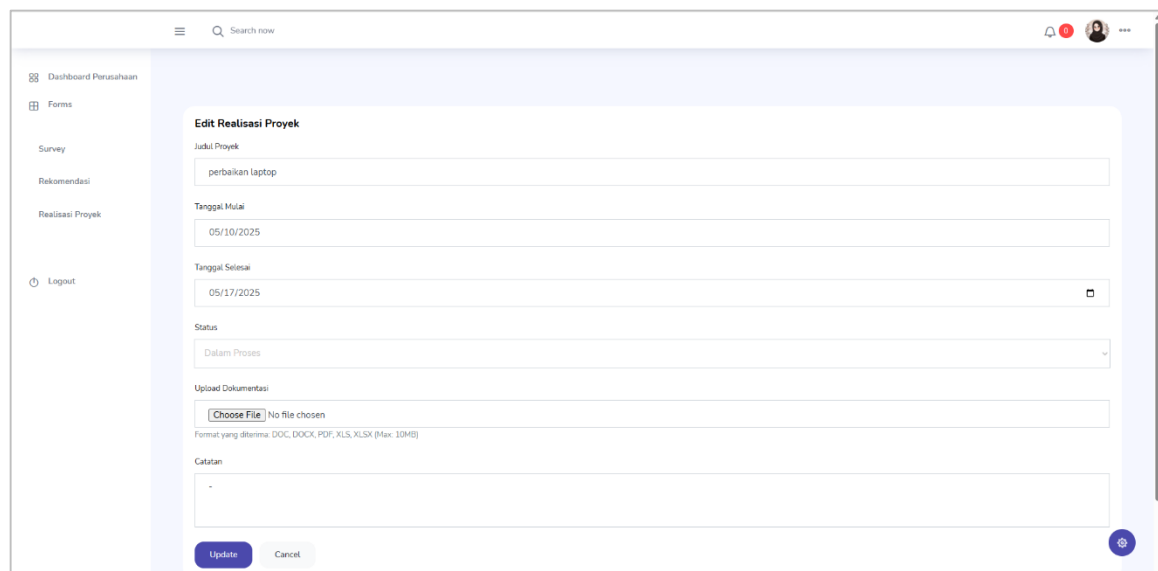 Search now
0
Dashboard Perusahaan
Forms
Survey
Rekomendasi
Realisasi Proyek
Logout
Edit Realisasi Proyek
Judul Proyek
perbaikan laptop
Tanggal Mulai
05/10/2025
Tanggal Selesai
05/17/2025
Status
Dalam Proses
Upload Dokumentasi
Choose File No file chosen
Format yang diterima: DOC, DOCX, PDF, XLS, XLSX (Max: 10MB)
Catatan
-
Update Cancel